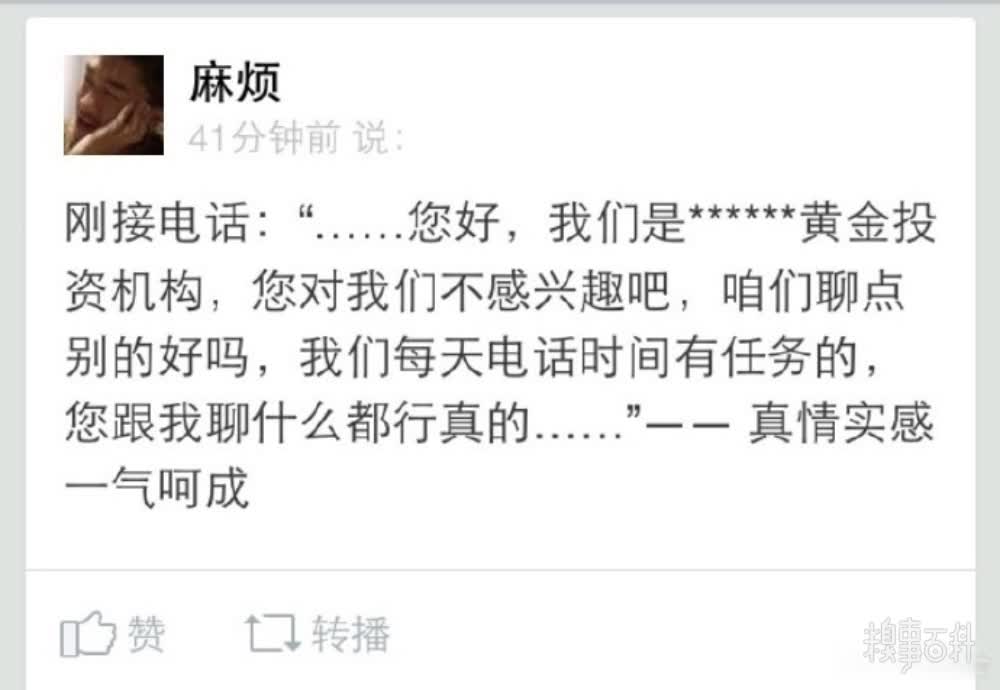 麻烦
41分钟前 说：
刚接电话：“……您好，我们是******黄金投
资机构，您对我们不感兴趣吧，咱们聊点
别的好吗，我们每天电话时间有任务的，
您跟我聊什么都行真的……”—— 真情实感
一气呵成
赞 转播
糗事百科